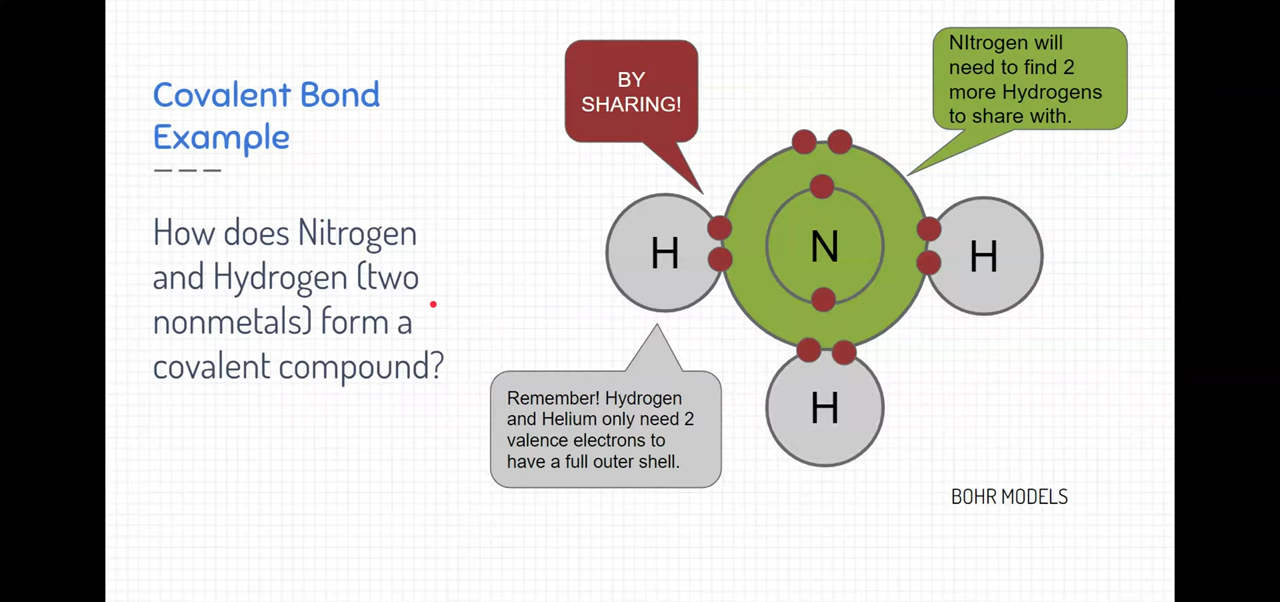 Covalent Bond
Example
How does Nitrogen
and Hydrogen (two
nonmetals) form a
covalent compound?
BY
SHARING!
NItrogen will
need to find 2
more Hydrogens
to share with.
H
N
H
H
Remember! Hydrogen
and Helium only need 2
valence electrons to
have a full outer shell.
BOHR MODELS